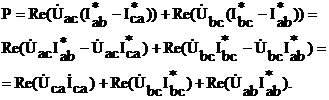 P = Re(U̇ac(I*ab − I*ca)) + Re(U̇bc(I*bc − I*ab)) =
Re(U̇acI*ab − U̇acI*ca) + Re(U̇bcI*bc − U̇bcI*ab) =
= Re(U̇caİca) + Re(U̇bcI*bc) + Re(U̇abI*ab).